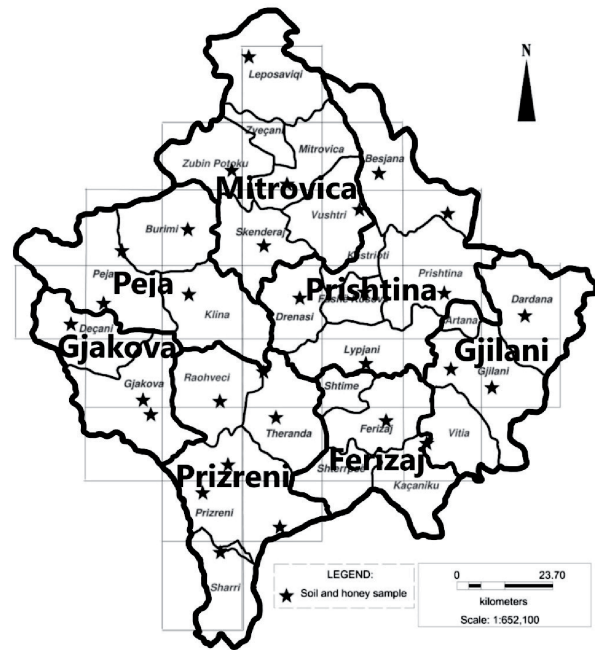 N
Leposaviqi
Zveçani
Zubin Potoku
Mitrovica
Besjana
Mitrovica
Burimi
Skenderaj
Vushtri
Kastrioti
Peja
Peja
Klina
Drenasi
Prishtina
Prishtina
Dardana
Deçani
Gjakova
Artana
Gjilani
Gjilani
Lypjani
Gjakova
Raohveci
Shtime
Theranda
Ferizaj
Vitia
Ferizaj
Prizreni
Kaçaniku
Prizreni
Sharri
LEGEND:
Soil and honey sample
0 23.70
kilometers
Scale: 1:652,100